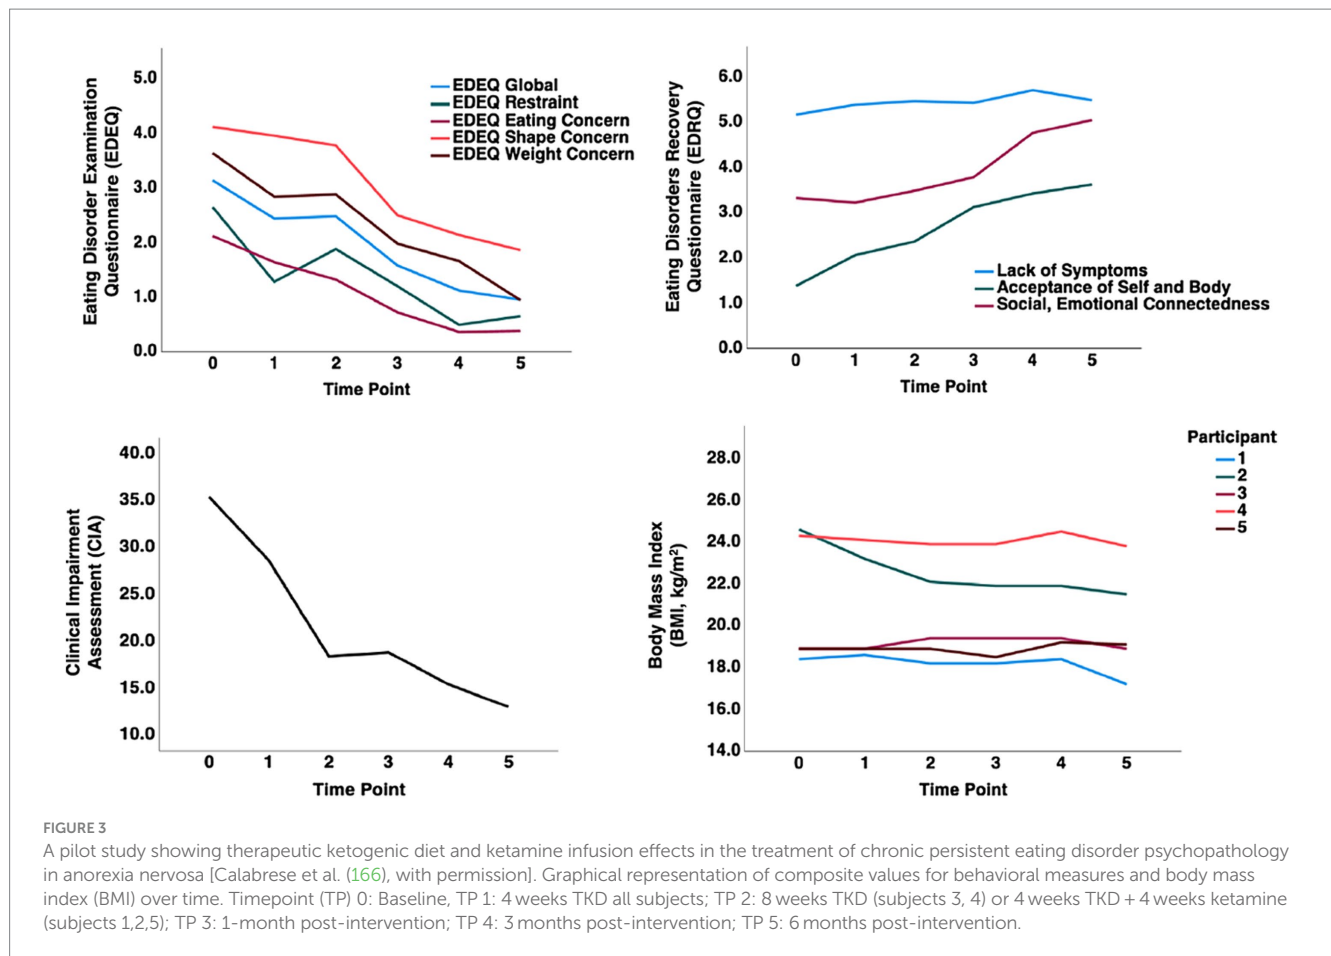 Eating Disorder Examination
Questionnaire (EDEQ)
5.0
4.0
3.0
2.0
1.0
0.0
EDEQ Global
EDEQ Restraint
EDEQ Eating Concern
EDEQ Shape Concern
EDEQ Weight Concern
0 1 2 3 4 5
Time Point
Eating Disorders Recovery
Questionnaire (EDRQ)
6.0
5.0
4.0
3.0
2.0
1.0
0.0
Lack of Symptoms
Acceptance of Self and Body
Social, Emotional Connectedness
0 1 2 3 4 5
Time Point
Clinical Impairment
Assessment (CIA)
40.0
35.0
30.0
25.0
20.0
15.0
10.0
0 1 2 3 4 5
Time Point
Body Mass Index
(BMI, kg/m²)
28.0
26.0
24.0
22.0
20.0
18.0
16.0
14.0
Participant
1
2
3
4
5
0 1 2 3 4 5
Time Point
FIGURE 3
A pilot study showing therapeutic ketogenic diet and ketamine infusion effects in the treatment of chronic persistent eating disorder psychopathology
in anorexia nervosa [Calabrese et al. (166), with permission]. Graphical representation of composite values for behavioral measures and body mass
index (BMI) over time. Timepoint (TP) 0: Baseline, TP 1: 4 weeks TKD all subjects; TP 2: 8 weeks TKD (subjects 3, 4) or 4 weeks TKD + 4 weeks ketamine
(subjects 1,2,5); TP 3: 1-month post-intervention; TP 4: 3 months post-intervention; TP 5: 6 months post-intervention.